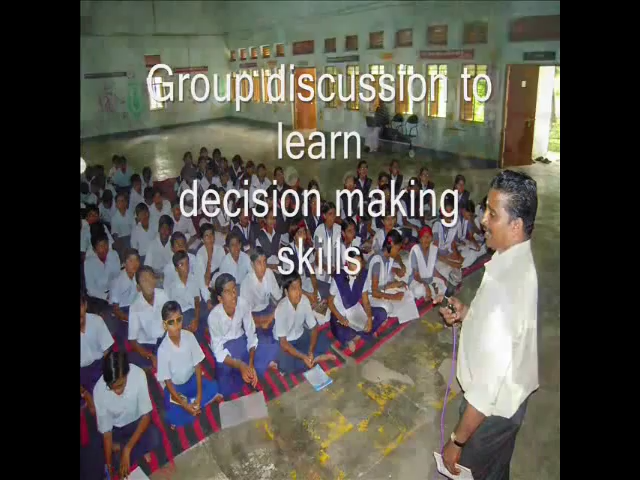 Group discussion to
learn
decision making
skills